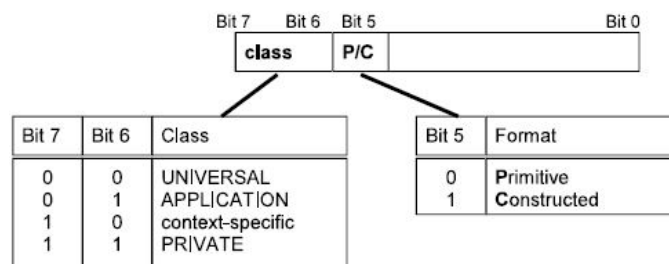 Bit 7 Bit 6 Bit 5 Bit 0
class P/C
Bit 7 Bit 6 Class
0 0 UNIVERSAL
0 1 APPLICATION
1 0 context-specific
1 1 PRIVATE
Bit 5 Format
0 Primitive
1 Constructed